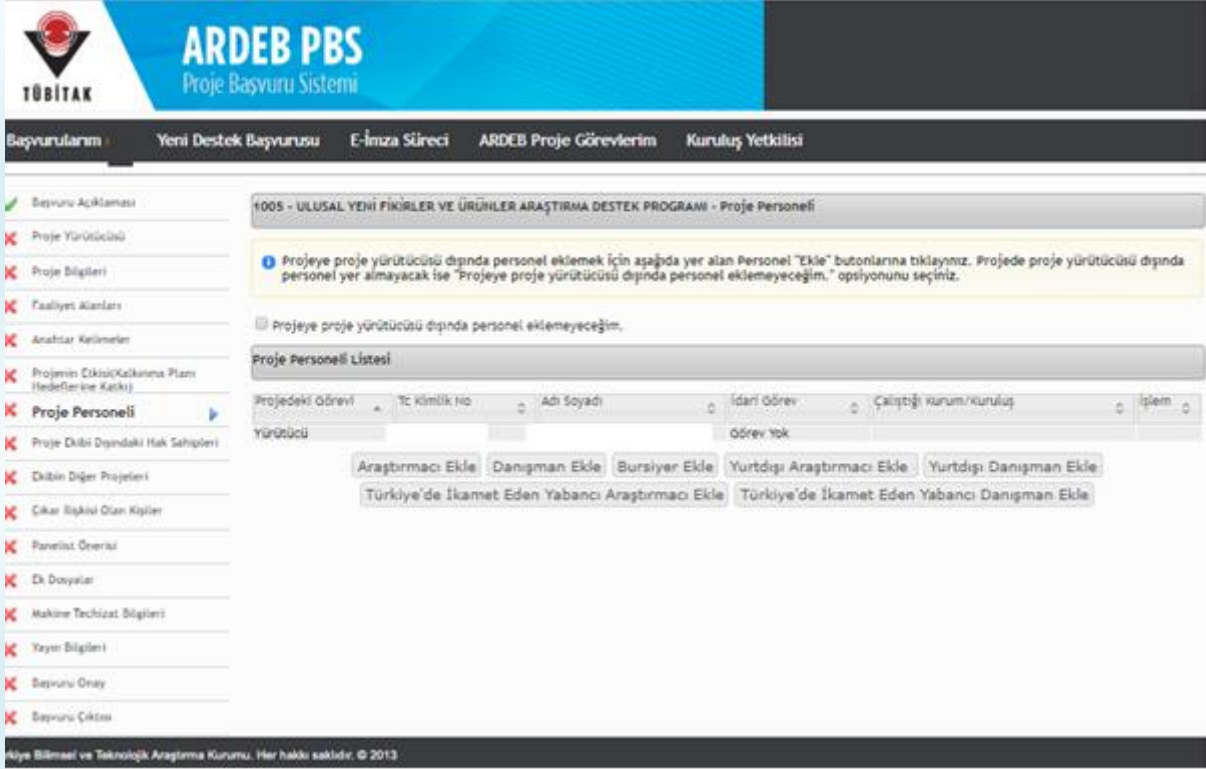 TÜBİTAK
ARDEB PBS
Proje Başvuru Sistemi
Başvurularım
Yeni Destek Başvurusu
E-İmza Süreci
ARDEB Proje Görevlerim
Kuruluş Yetkilisi
Başvuru Açıklaması
Proje Yürütücüsü
Proje Bilgileri
Faaliyet Alanları
Anahtar Kelimeler
Projenin Etkisi(Kalkınma Planı
Hedeflerine Katkı)
Proje Personeli
Proje Ekibi Dışındaki Hak Sahipleri
Ekibin Diğer Projeleri
Çıkar İlişkisi Olan Kişiler
Panelist Önerisi
Ek Dosyalar
Makine Techizat Bilgileri
Yayın Bilgileri
Başvuru Onay
Başvuru Çıktısı
1005 - ULUSAL YENİ FİKİRLER VE ÜRÜNLER ARAŞTIRMA DESTEK PROGRAMI - Proje Personeli
Projeye proje yürütücüsü dışında personel eklemek için aşağıda yer alan Personel "Ekle" butonlarına tıklayınız. Projede proje yürütücüsü dışında
personel yer almayacak ise "Projeye proje yürütücüsü dışında personel eklemeyeceğim." opsiyonunu seçiniz.
Projeye proje yürütücüsü dışında personel eklemeyeceğim.
Proje Personeli Listesi
Projedeki Görevi Tc Kimlik No Adı Soyadı İdari Görev Çalıştığı Kurum/Kuruluş İşlem
Yürütücü Görev Yok
Araştırmacı Ekle Danışman Ekle Bursiyer Ekle Yurtdışı Araştırmacı Ekle Yurtdışı Danışman Ekle
Türkiye'de İkamet Eden Yabancı Araştırmacı Ekle Türkiye'de İkamet Eden Yabancı Danışman Ekle
rkiye Bilimsel ve Teknolojik Araştırma Kurumu. Her hakkı saklıdır. © 2013